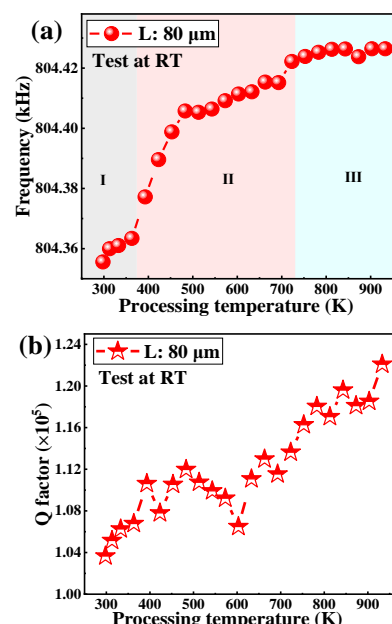 (a)
L: 80 μm
Test at RT
804.42
804.40
804.38
804.36
Frequency (kHz)
I
II
III
300 400 500 600 700 800 900
Processing temperature (K)
(b)
L: 80 μm
Test at RT
1.24
1.20
1.16
1.12
1.08
1.04
1.00
Q factor (×10⁵)
300 400 500 600 700 800 900
Processing temperature (K)